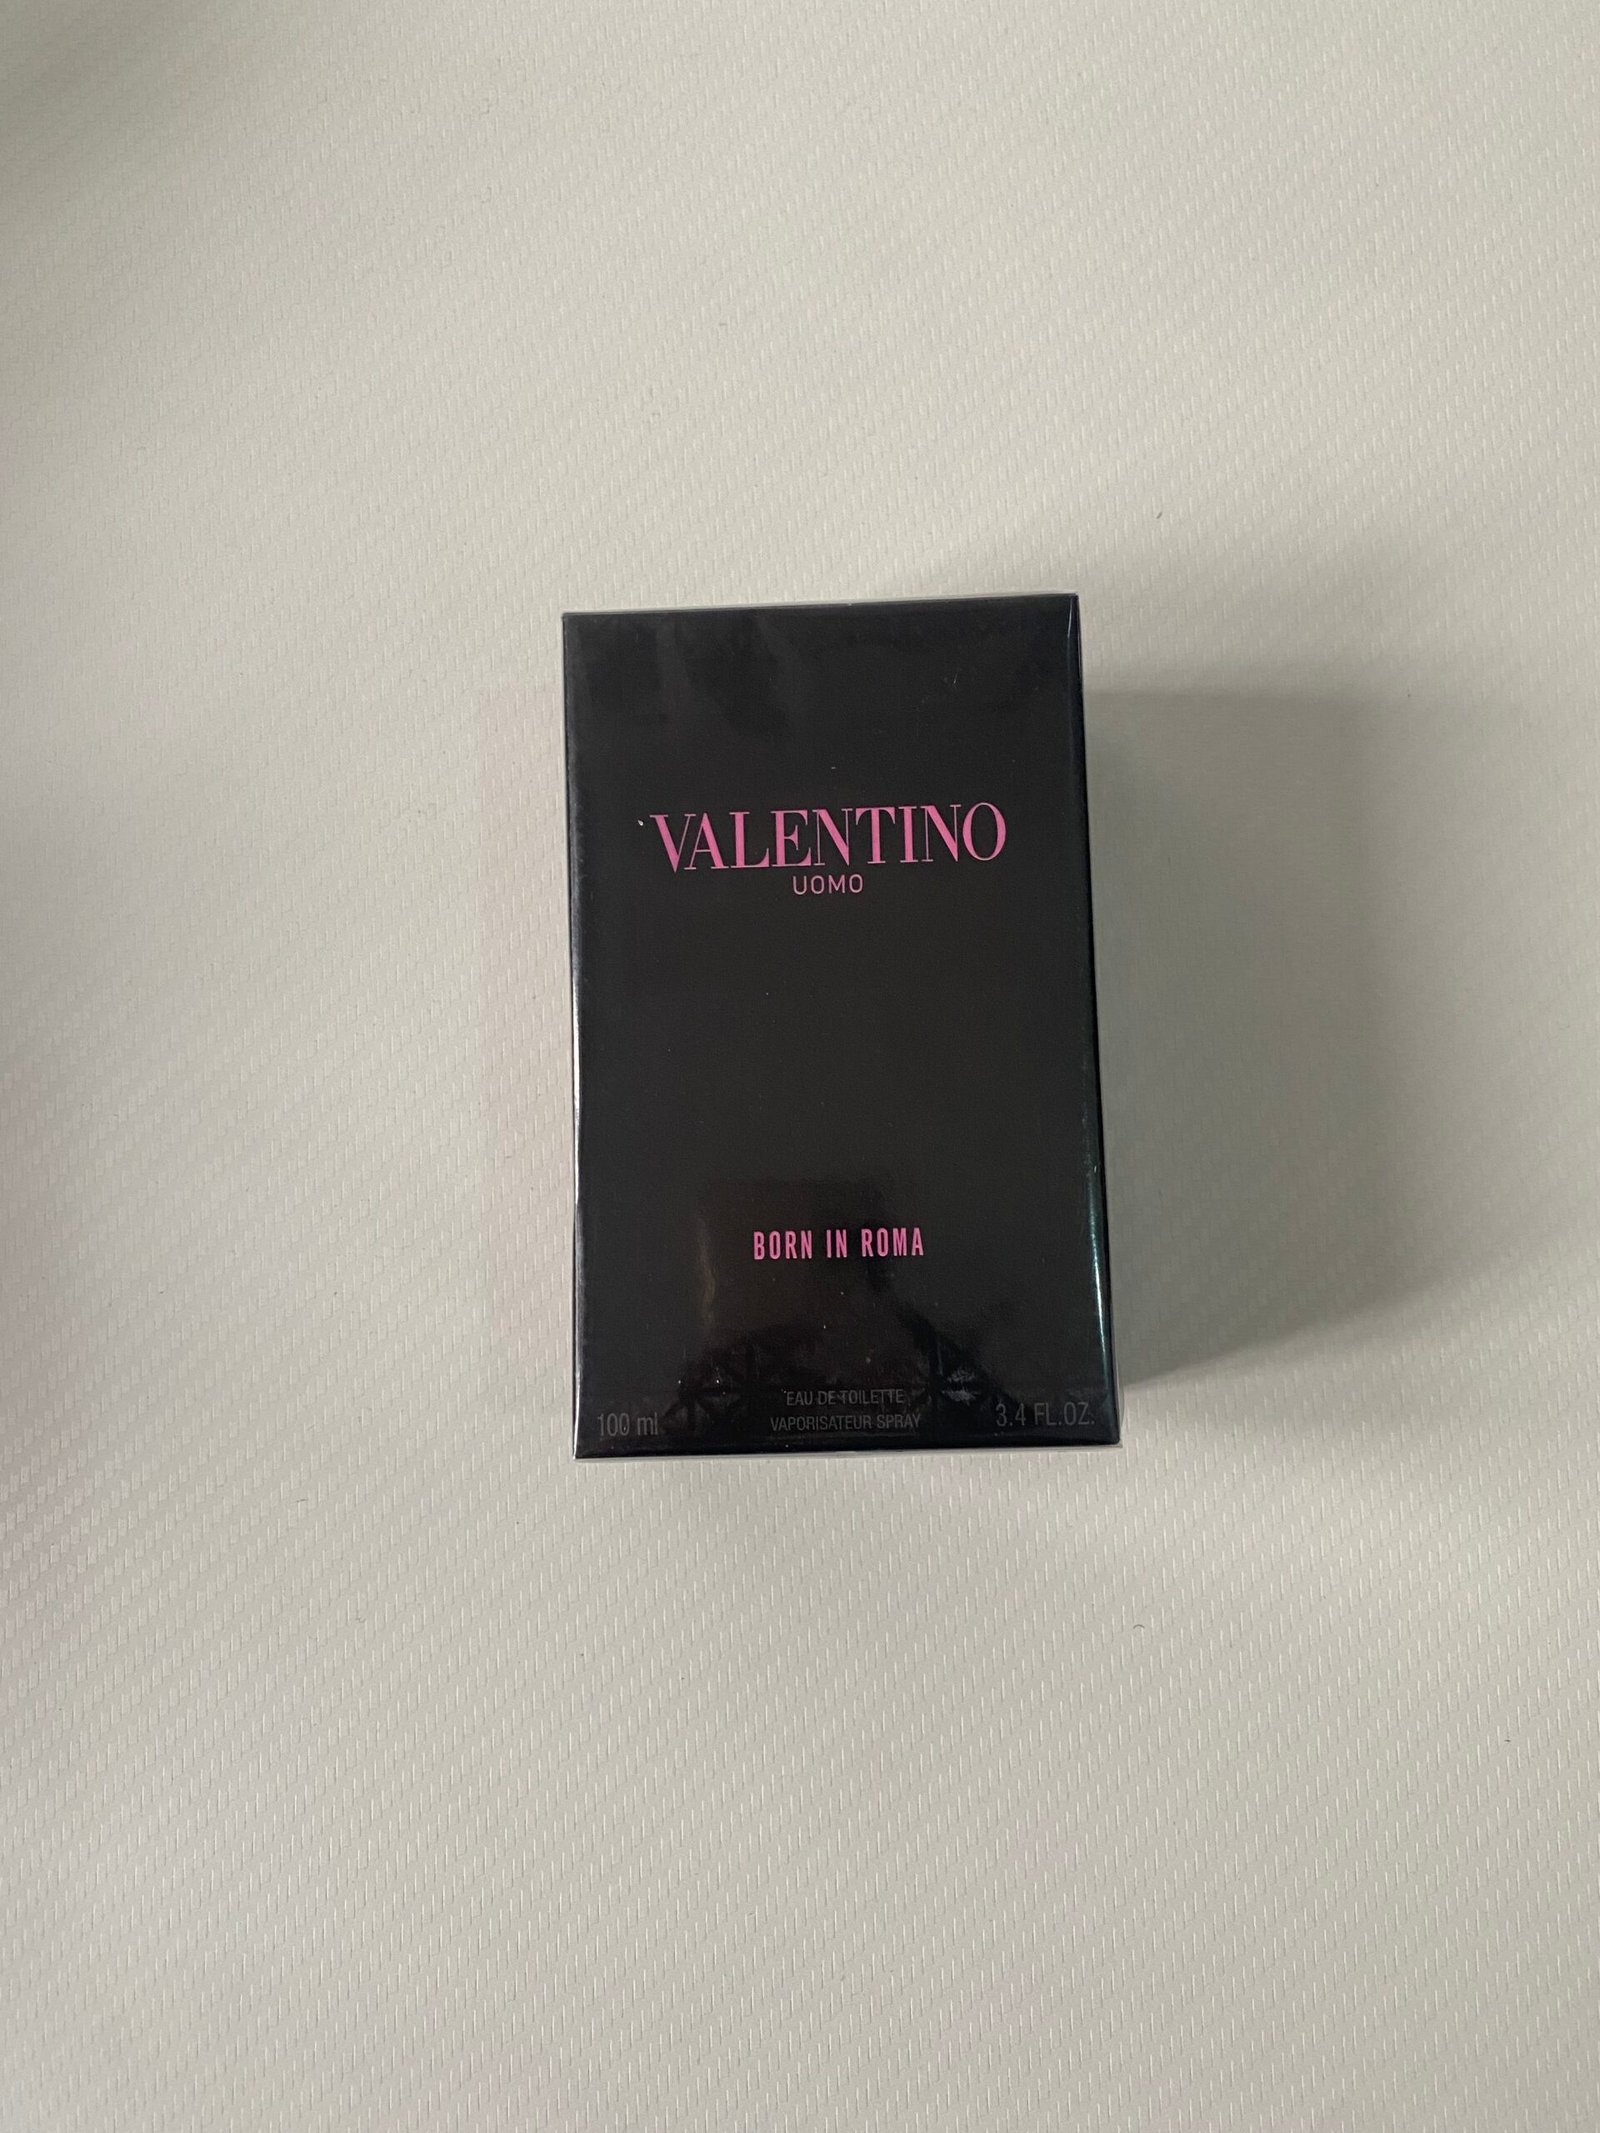 VALENTINO
UOMO
BORN IN ROMA
EAU DE TOILETTE
100 ml VAPORISATEUR SPRAY 3.4 FL.OZ.